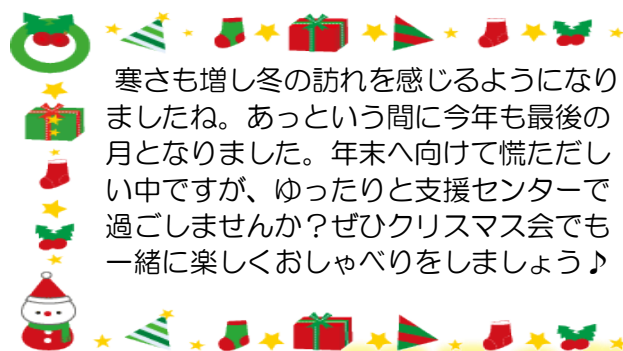 寒さも増し冬の訪れを感じるようになり
ましたね。あっという間に今年も最後の
月となりました。年末へ向けて慌ただし
い中ですが、ゆったりと支援センターで
過ごしませんか？ぜひクリスマス会でも
一緒に楽しくおしゃべりをしましょう♪